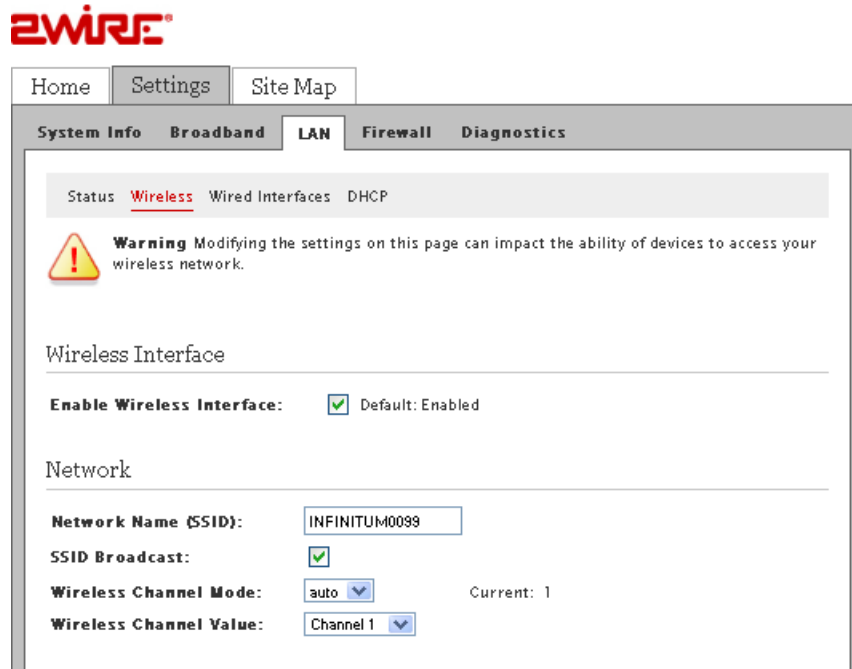 2WIRE
Home Settings Site Map
System Info Broadband LAN Firewall Diagnostics
Status Wireless Wired Interfaces DHCP
Warning Modifying the settings on this page can impact the ability of devices to access your
wireless network.
Wireless Interface
Enable Wireless Interface: Default: Enabled
Network
Network Name (SSID): INFINITUM0099
SSID Broadcast:
Wireless Channel Mode: auto Current: 1
Wireless Channel Value: Channel 1